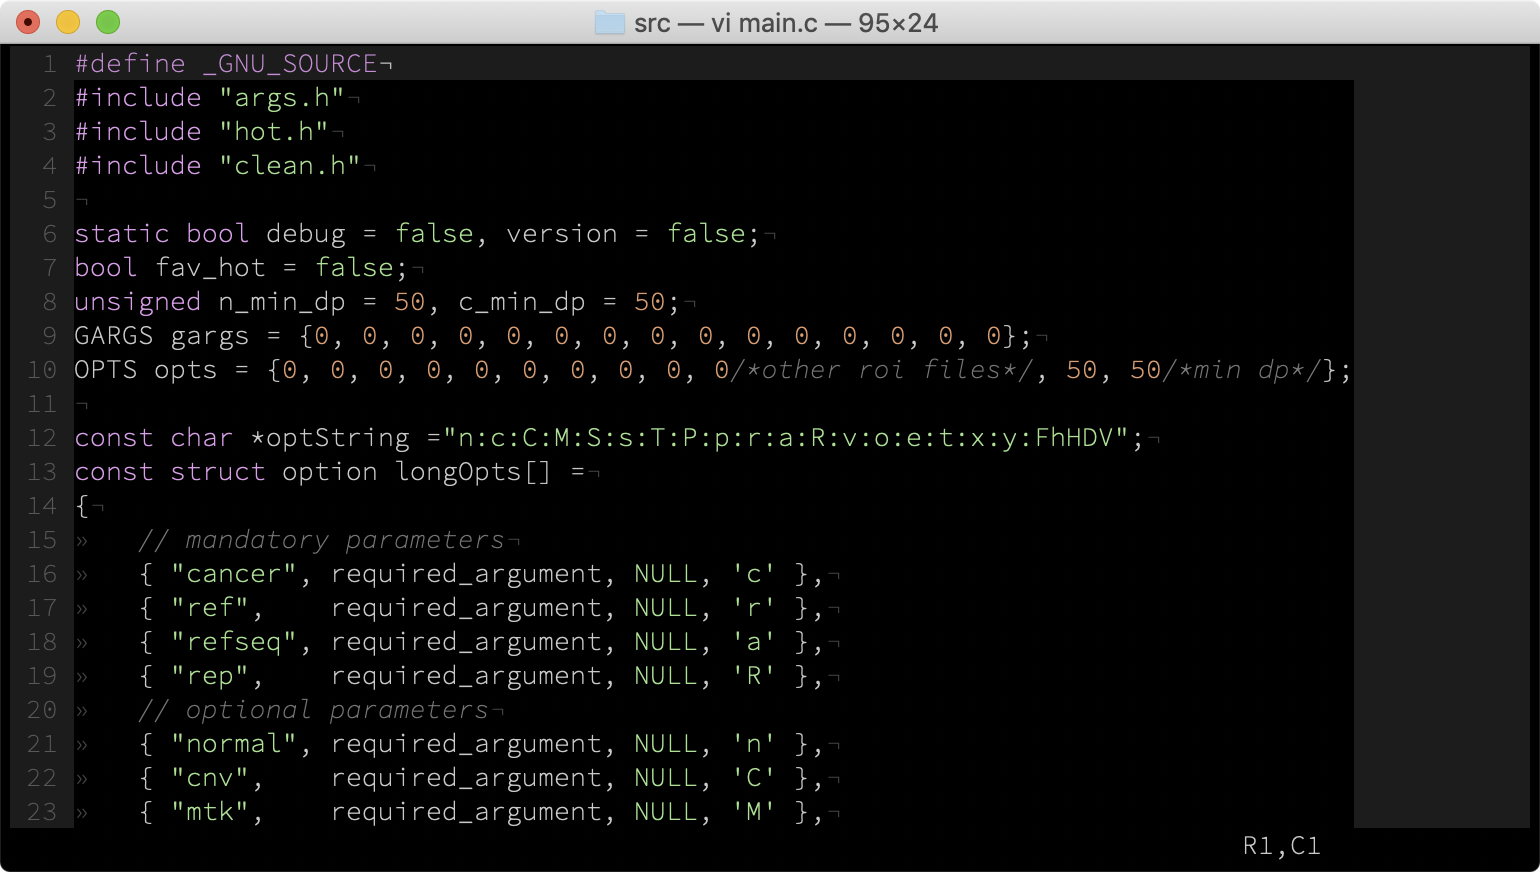 src — vi main.c — 95×24
1 #define _GNU_SOURCE¬
2 #include "args.h"¬
3 #include "hot.h"¬
4 #include "clean.h"¬
5 ¬
6 static bool debug = false, version = false;¬
7 bool fav_hot = false;¬
8 unsigned n_min_dp = 50, c_min_dp = 50;¬
9 GARGS gargs = {0, 0, 0, 0, 0, 0, 0, 0, 0, 0, 0, 0, 0, 0, 0};¬
10 OPTS opts = {0, 0, 0, 0, 0, 0, 0, 0, 0, 0/*other roi files*/, 50, 50/*min dp*/};
11 ¬
12 const char *optString ="n:c:C:M:S:s:T:P:p:r:a:R:v:o:e:t:x:y:FhHDV";¬
13 const struct option longOpts[] =¬
14 {¬
15 »   // mandatory parameters¬
16 »   { "cancer", required_argument, NULL, 'c' },¬
17 »   { "ref",    required_argument, NULL, 'r' },¬
18 »   { "refseq", required_argument, NULL, 'a' },¬
19 »   { "rep",    required_argument, NULL, 'R' },¬
20 »   // optional parameters¬
21 »   { "normal", required_argument, NULL, 'n' },¬
22 »   { "cnv",    required_argument, NULL, 'C' },¬
23 »   { "mtk",    required_argument, NULL, 'M' },¬
R1,C1